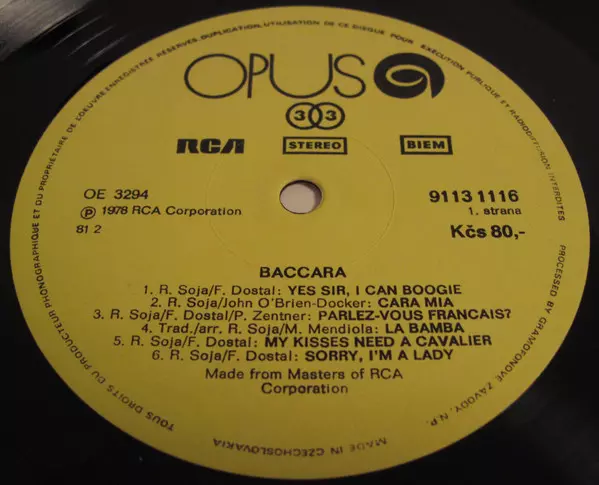 TOUS DROITS DU PRODUCTEUR PHONOGRAPHIQUE ET DU PROPRIETAIRE DE L'OEUVRE ENREGISTRÉE RÉSERVÉS. DUPLICATION, UTILISATION DE CE DISQUE POUR EXÉCUTION PUBLIQUE ET RADIODIFFUSION INTERDITES
OPUS
33
RCA STEREO BIEM
OE 3294
Ⓟ 1978 RCA Corporation
81 2
9113 1116
1. strana
Kčs 80,-
BACCARA
1. R. Soja/F. Dostal: YES SIR, I CAN BOOGIE
2. R. Soja/John O'Brien-Docker: CARA MIA
3. R. Soja/F. Dostal/P. Zentner: PARLEZ-VOUS FRANCAIS?
4. Trad./arr. R. Soja/M. Mendiola: LA BAMBA
5. R. Soja/F. Dostal: MY KISSES NEED A CAVALIER
6. R. Soja/F. Dostal: SORRY, I'M A LADY
Made from Masters of RCA
Corporation
PROCESSED BY GRAMOFONOVÉ ZÁVODY, N.P.
MADE IN CZECHOSLOVAKIA